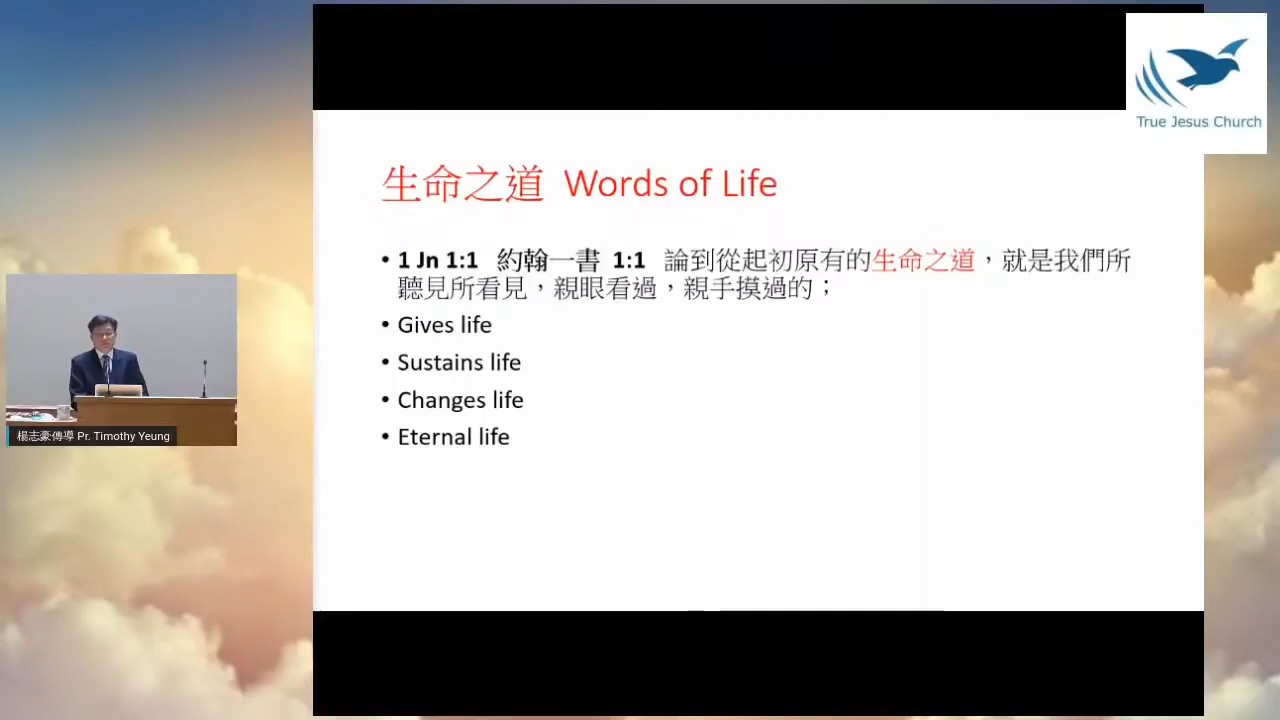 True Jesus Church
生命之道 Words of Life
• 1 Jn 1:1 約翰一書 1:1 論到從起初原有的生命之道，就是我們所
聽見所看見，親眼看過，親手摸過的；
• Gives life
• Sustains life
• Changes life
• Eternal life
楊志豪傳導 Pr. Timothy Yeung